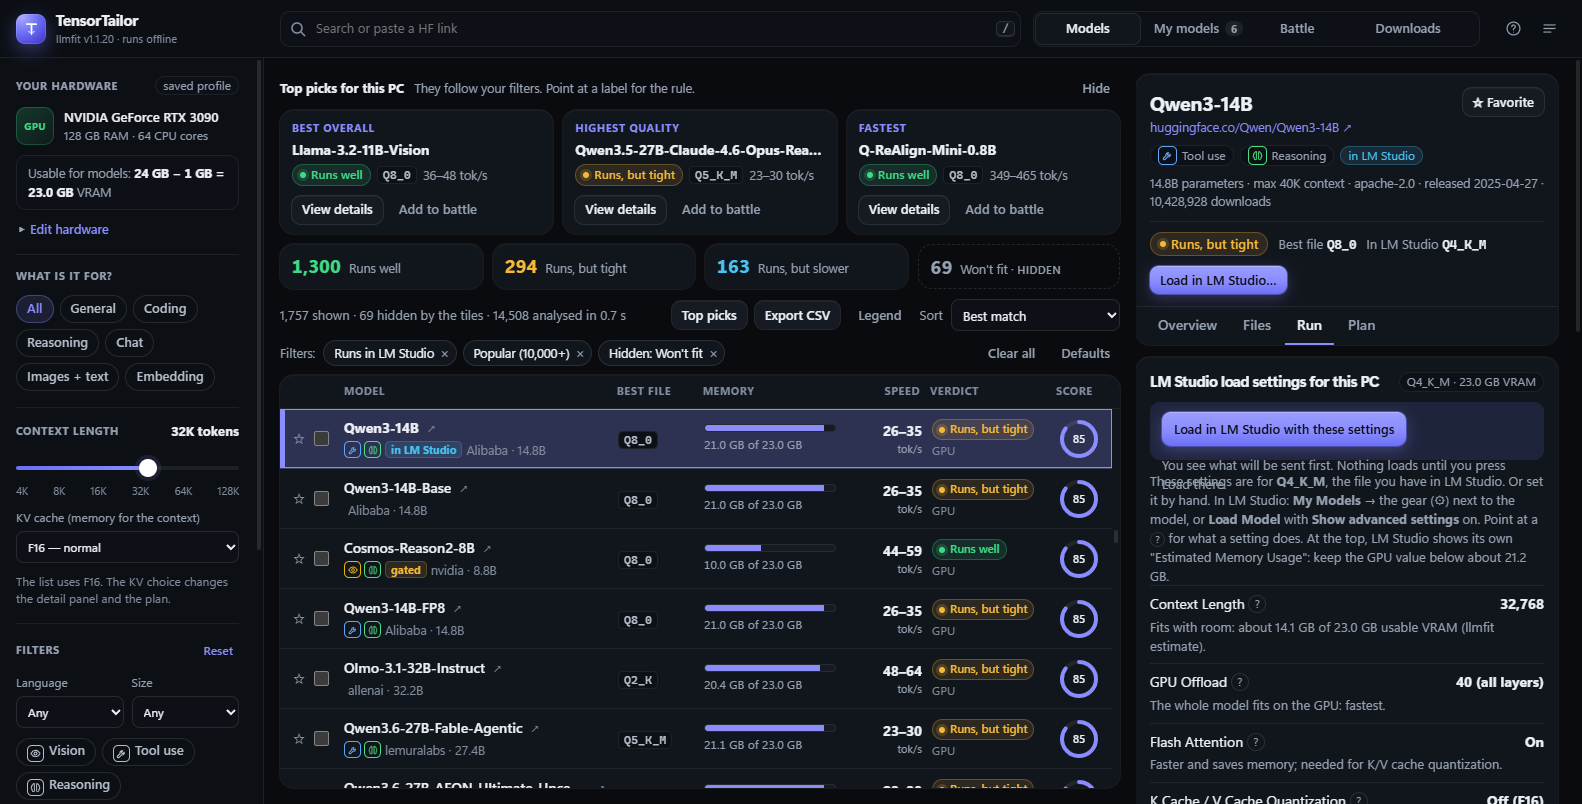 TensorTailor
llmfit v1.1.20 · runs offline
Search or paste a HF link
/
Models
My models 6
Battle
Downloads
YOUR HARDWARE
saved profile
GPU
NVIDIA GeForce RTX 3090
128 GB RAM · 64 CPU cores
Usable for models: 24 GB − 1 GB =
23.0 GB VRAM
▸ Edit hardware
WHAT IS IT FOR?
All
General
Coding
Reasoning
Chat
Images + text
Embedding
CONTEXT LENGTH
32K tokens
4K 8K 16K 32K 64K 128K
KV cache (memory for the context)
F16 — normal
The list uses F16. The KV choice changes
the detail panel and the plan.
FILTERS
Reset
Language
Size
Any
Any
Vision
Tool use
Reasoning
Top picks for this PC They follow your filters. Point at a label for the rule.
Hide
BEST OVERALL
Llama-3.2-11B-Vision
Runs well Q8_0 36–48 tok/s
View details Add to battle
HIGHEST QUALITY
Qwen3.5-27B-Claude-4.6-Opus-Rea...
Runs, but tight Q5_K_M 23–30 tok/s
View details Add to battle
FASTEST
Q-ReAlign-Mini-0.8B
Runs well Q8_0 349–465 tok/s
View details Add to battle
1,300 Runs well
294 Runs, but tight
163 Runs, but slower
69 Won't fit · HIDDEN
1,757 shown · 69 hidden by the tiles · 14,508 analysed in 0.7 s
Top picks
Export CSV
Legend
Sort
Best match
Filters:
Runs in LM Studio ×
Popular (10,000+) ×
Hidden: Won't fit ×
Clear all
Defaults
MODEL BEST FILE MEMORY SPEED VERDICT SCORE
Qwen3-14B ↗
in LM Studio Alibaba · 14.8B
Q8_0
21.0 GB of 23.0 GB
26–35
tok/s
Runs, but tight
GPU
85
Qwen3-14B-Base ↗
Alibaba · 14.8B
Q8_0
21.0 GB of 23.0 GB
26–35
tok/s
Runs, but tight
GPU
85
Cosmos-Reason2-8B ↗
gated nvidia · 8.8B
Q8_0
10.0 GB of 23.0 GB
44–59
tok/s
Runs well
GPU
85
Qwen3-14B-FP8 ↗
Alibaba · 14.8B
Q8_0
21.0 GB of 23.0 GB
26–35
tok/s
Runs, but tight
GPU
85
Olmo-3.1-32B-Instruct ↗
allenai · 32.2B
Q2_K
20.4 GB of 23.0 GB
48–64
tok/s
Runs, but tight
GPU
85
Qwen3.6-27B-Fable-Agentic ↗
lemuralabs · 27.4B
Q5_K_M
21.1 GB of 23.0 GB
23–30
tok/s
Runs, but tight
GPU
85
Qwen3-14B
☆ Favorite
huggingface.co/Qwen/Qwen3-14B ↗
Tool use
Reasoning
in LM Studio
14.8B parameters · max 40K context · apache-2.0 · released 2025-04-27 ·
10,428,928 downloads
Runs, but tight Best file Q8_0 In LM Studio Q4_K_M
Load in LM Studio...
Overview
Files
Run
Plan
LM Studio load settings for this PC
Q4_K_M · 23.0 GB VRAM
Load in LM Studio with these settings
You see what will be sent first. Nothing loads until you press
Load there.
These settings are for Q4_K_M, the file you have in LM Studio. Or set
it by hand. In LM Studio: My Models → the gear (⚙) next to the
model, or Load Model with Show advanced settings on. Point at a
? for what a setting does. At the top, LM Studio shows its own
"Estimated Memory Usage": keep the GPU value below about 21.2
GB.
Context Length ?
32,768
Fits with room: about 14.1 GB of 23.0 GB usable VRAM (llmfit
estimate).
GPU Offload ?
40 (all layers)
The whole model fits on the GPU: fastest.
Flash Attention ?
On
Faster and saves memory; needed for K/V cache quantization.
K Cache / V Cache Quantization ?
Off (F16)